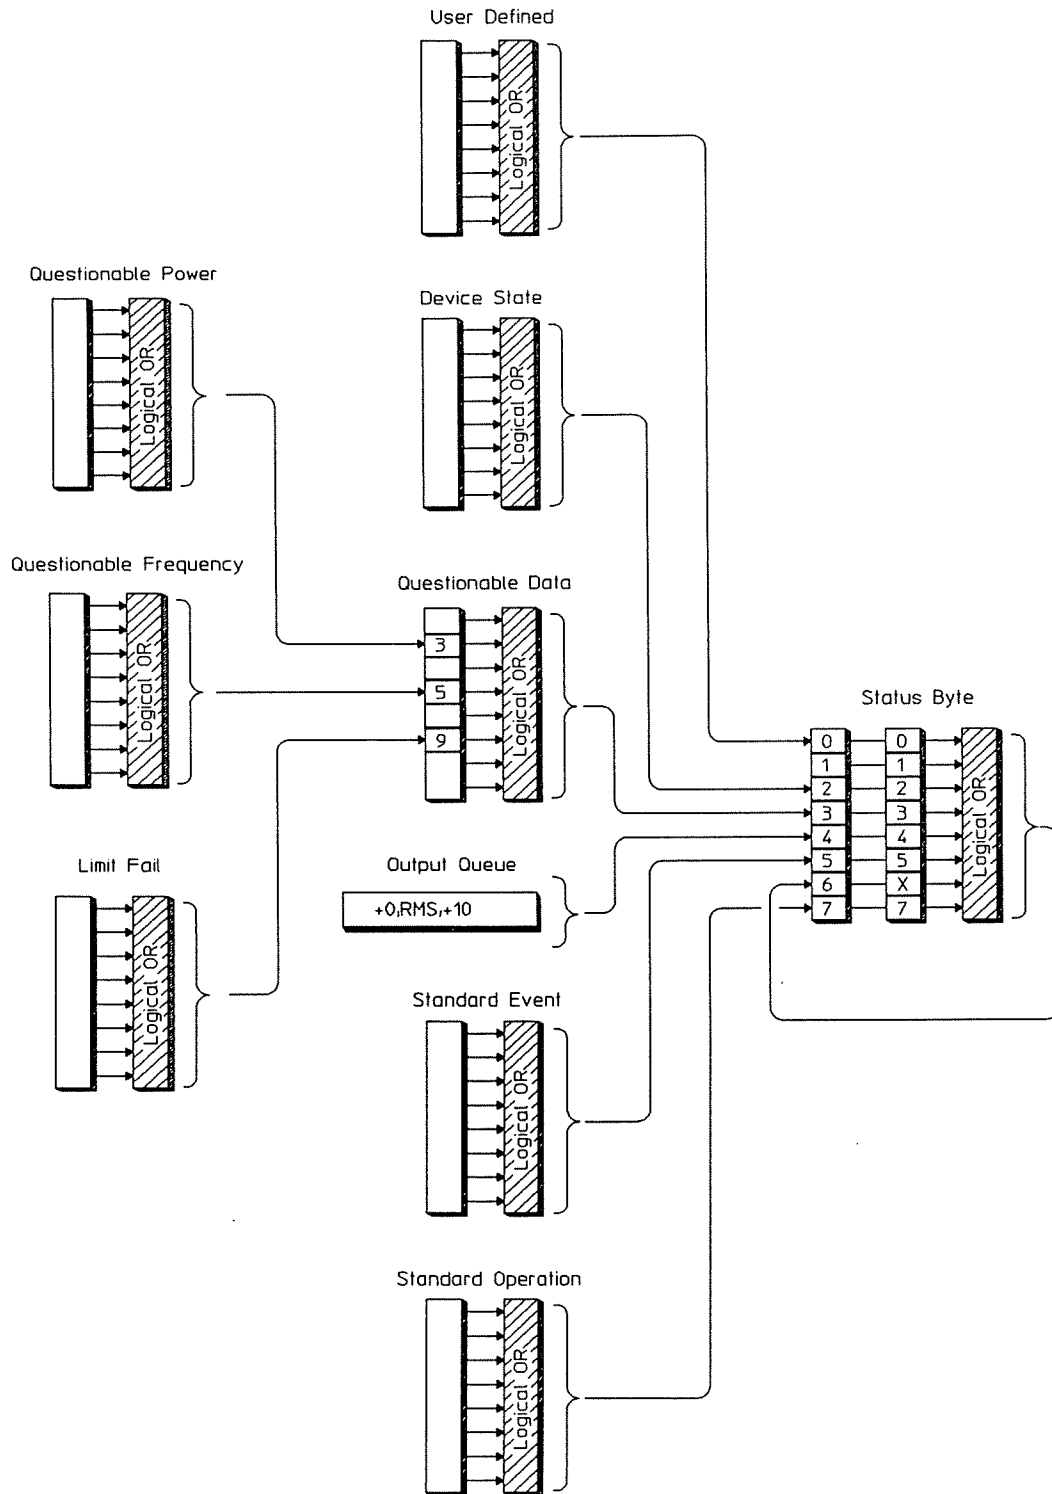 User Defined
Logical OR
Questionable Power
Logical OR
Device State
Logical OR
Questionable Frequency
Logical OR
Questionable Data
3
5
9
Logical OR
Status Byte
0 0
1 1
2 2
3 3
4 4
5 5
6 X
7 7
Logical OR
Limit Fail
Logical OR
Output Queue
+0,RMS,+10
Standard Event
Logical OR
Standard Operation
Logical OR